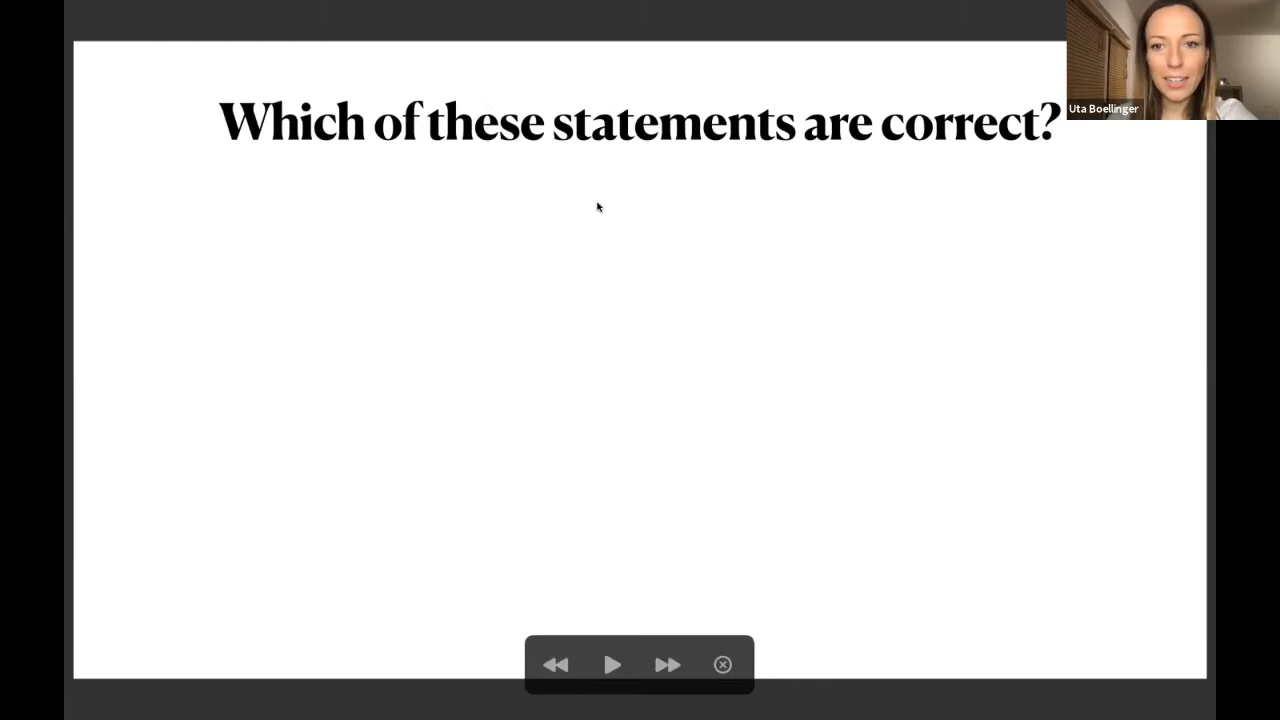 Which of these statements are correct?
Uta Boellinger